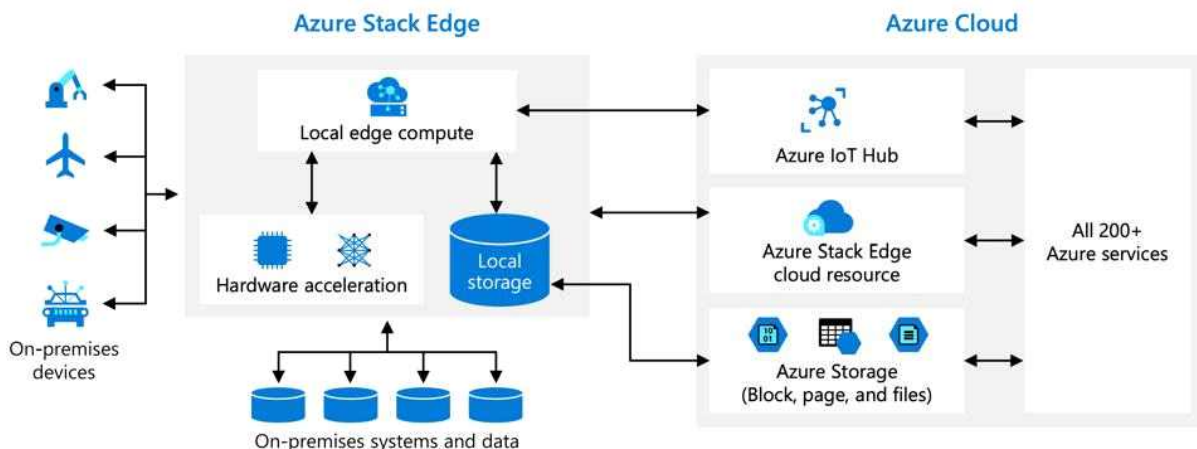 Azure Stack Edge
Azure Cloud
Local edge compute
Hardware acceleration
Local
storage
On-premises
devices
On-premises systems and data
Azure IoT Hub
Azure Stack Edge
cloud resource
10
01
Azure Storage
(Block, page, and files)
All 200+
Azure services